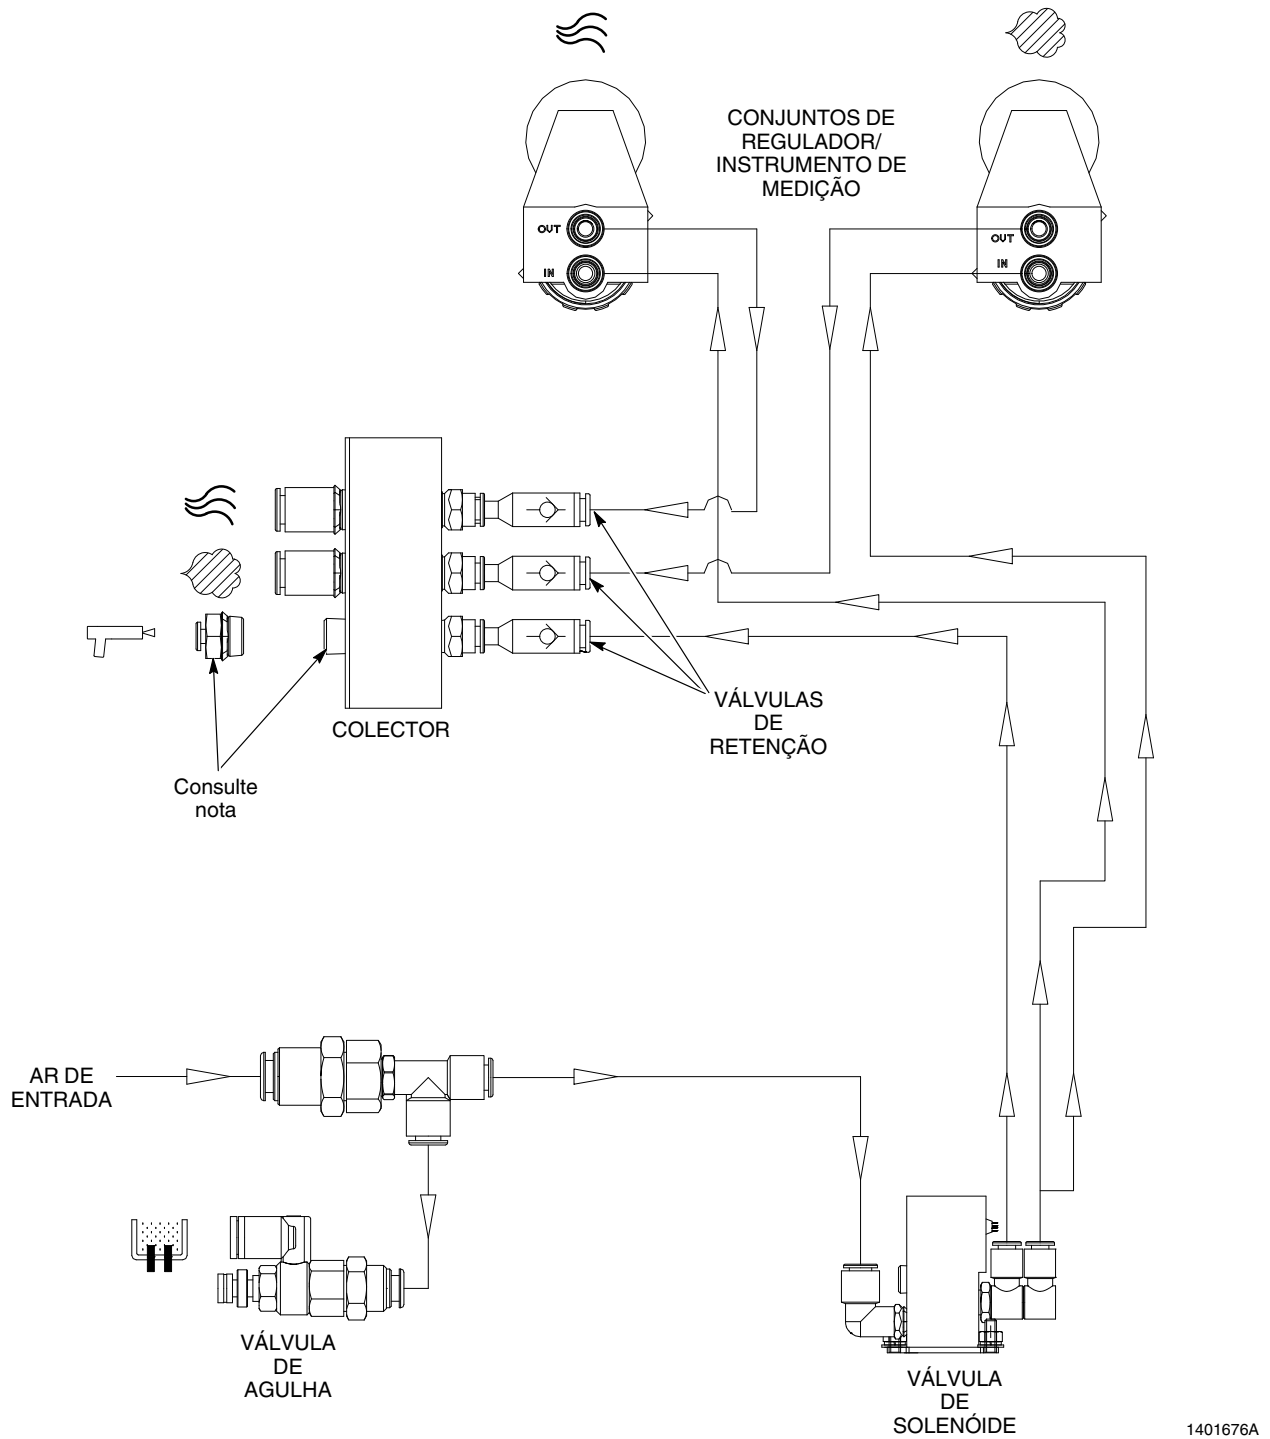 CONJUNTOS DE
REGULADOR/
INSTRUMENTO DE
MEDIÇÃO
OUT
IN
OUT
IN
COLECTOR
VÁLVULAS
DE
RETENÇÃO
Consulte
nota
AR DE
ENTRADA
VÁLVULA
DE
AGULHA
VÁLVULA
DE
SOLENÓIDE
1401676A